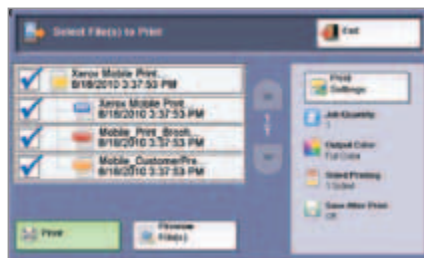 Select File(s) to Print
Exit
Xerox Mobile Print...
8/18/2010 3:37:53 PM
Xerox Mobile Print...
8/18/2010 3:37:53 PM
Mobile_Print_Broch...
8/18/2010 3:37:53 PM
Mobile_CustomerPre...
8/18/2010 3:37:53 PM
Print
Settings
Job Quantity
1
Output Color
Full Color
Sided Printing
1 Sided
Save After Print
Off
Print
Preview
File(s)